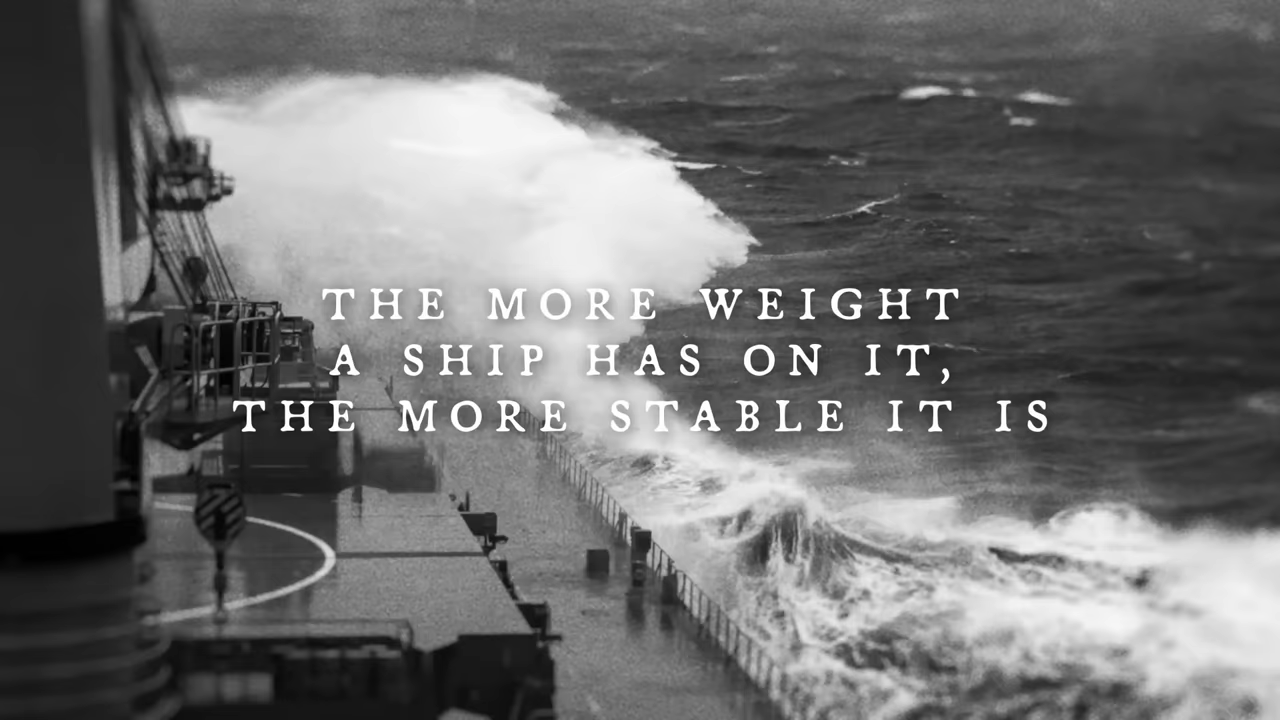 THE MORE WEIGHT
A SHIP HAS ON IT,
THE MORE STABLE IT IS